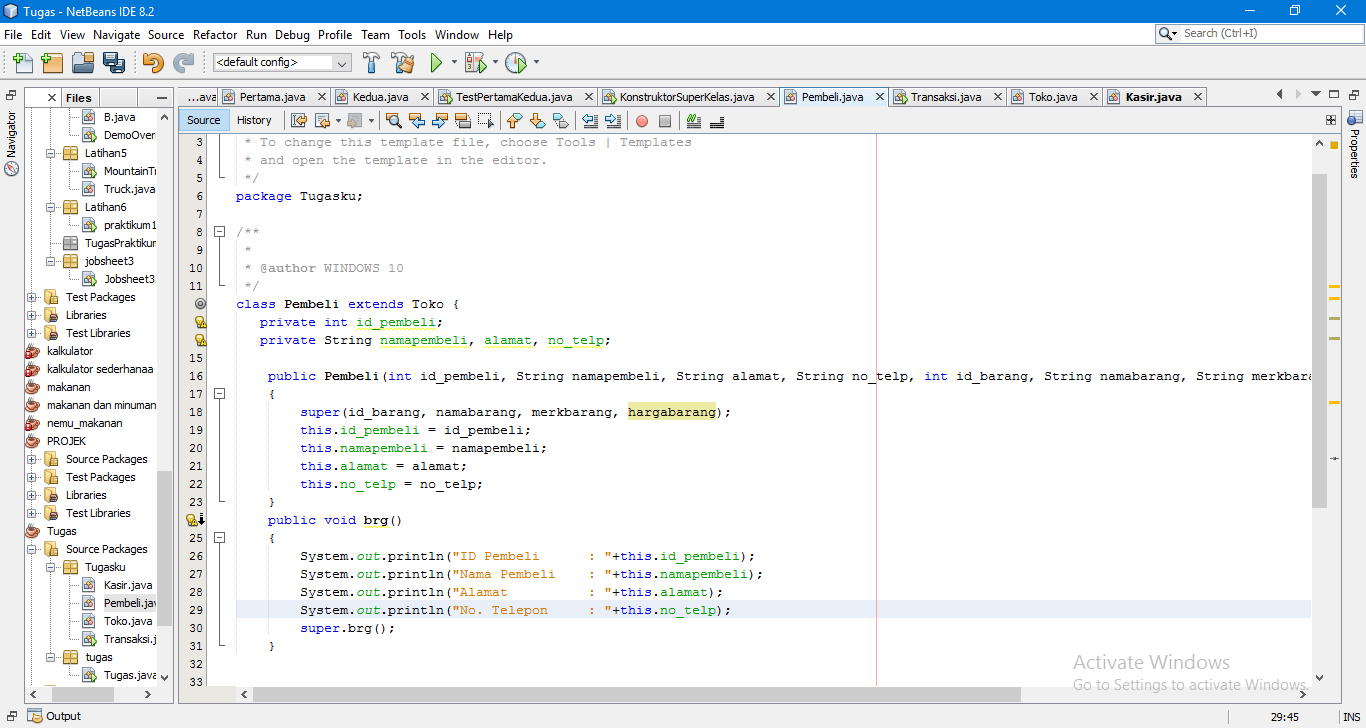 Tugas - NetBeans IDE 8.2
File Edit View Navigate Source Refactor Run Debug Profile Team Tools Window Help
Search (Ctrl+I)
<default config>
Files
...ava Pertama.java Kedua.java TestPertamaKedua.java KonstruktorSuperKelas.java Pembeli.java Transaksi.java Toko.java Kasir.java
Source History
Navigator
Properties
B.java
DemoOver
Latihan5
MountainTi
Truck.java
Latihan6
praktikum1
TugasPraktikur
jobsheet3
Jobsheet3
Test Packages
Libraries
Test Libraries
kalkulator
kalkulator sederhanaa
makanan
makanan dan minuman
nemu_makanan
PROJEK
Source Packages
Test Packages
Libraries
Test Libraries
Tugas
Source Packages
Tugasku
Kasir.java
Pembeli.jav
Toko.java
Transaksi.j
tugas
Tugas.java
3 * To change this template file, choose Tools | Templates
4 * and open the template in the editor.
5 */
6 package Tugasku;
7
8 /**
9 *
10 * @author WINDOWS 10
11 */
class Pembeli extends Toko {
private int id_pembeli;
private String namapembeli, alamat, no_telp;
15
16 public Pembeli(int id_pembeli, String namapembeli, String alamat, String no_telp, int id_barang, String namabarang, String merkbara
17 {
18 super(id_barang, namabarang, merkbarang, hargabarang);
19 this.id_pembeli = id_pembeli;
20 this.namapembeli = namapembeli;
21 this.alamat = alamat;
22 this.no_telp = no_telp;
23 }
public void brg()
25 {
26 System.out.println("ID Pembeli : "+this.id_pembeli);
27 System.out.println("Nama Pembeli : "+this.namapembeli);
28 System.out.println("Alamat : "+this.alamat);
29 System.out.println("No. Telepon : "+this.no_telp);
30 super.brg();
31 }
32
33
Activate Windows
Go to Settings to activate Windows.
Output
29:45 INS